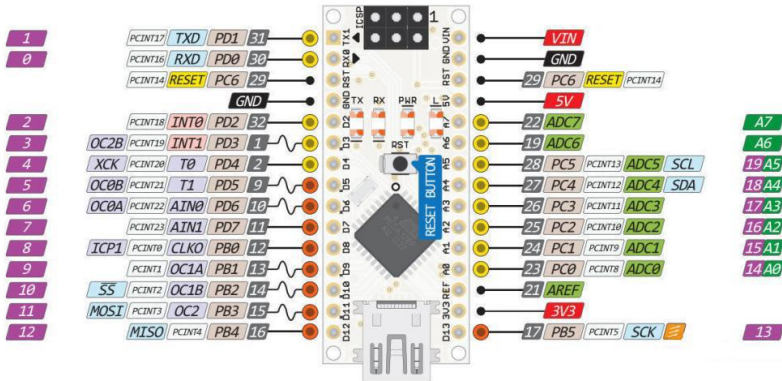 ICSP 1
1 PCINT17 TXD PD1 31 TX1 VIN VIN
0 PCINT16 RXD PD0 30 RX0 GND GND
PCINT14 RESET PC6 29 RST RST 29 PC6 RESET PCINT14
GND GND 5V 5V
TX RX PWR L
2 PCINT18 INT0 PD2 32 D2 A7 22 ADC7 A7
3 OC2B PCINT19 INT1 PD3 1 D3 A6 19 ADC6 A6
RST
4 XCK PCINT20 T0 PD4 2 D4 A5 28 PC5 PCINT13 ADC5 SCL 19 A5
5 OC0B PCINT21 T1 PD5 9 D5 A4 27 PC4 PCINT12 ADC4 SDA 18 A4
RESET BUTTON
6 OC0A PCINT22 AIN0 PD6 10 D6 A3 26 PC3 PCINT11 ADC3 17 A3
7 PCINT23 AIN1 PD7 11 D7 A2 25 PC2 PCINT10 ADC2 16 A2
8 ICP1 PCINT0 CLKO PB0 12 D8 A1 24 PC1 PCINT9 ADC1 15 A1
9 PCINT1 OC1A PB1 13 D9 A0 23 PC0 PCINT8 ADC0 14 A0
10 SS PCINT2 OC1B PB2 14 D10 REF 21 AREF
11 MOSI PCINT3 OC2 PB3 15 D11 3V3 3V3
12 MISO PCINT4 PB4 16 D12 D13 17 PB5 PCINT5 SCK 13